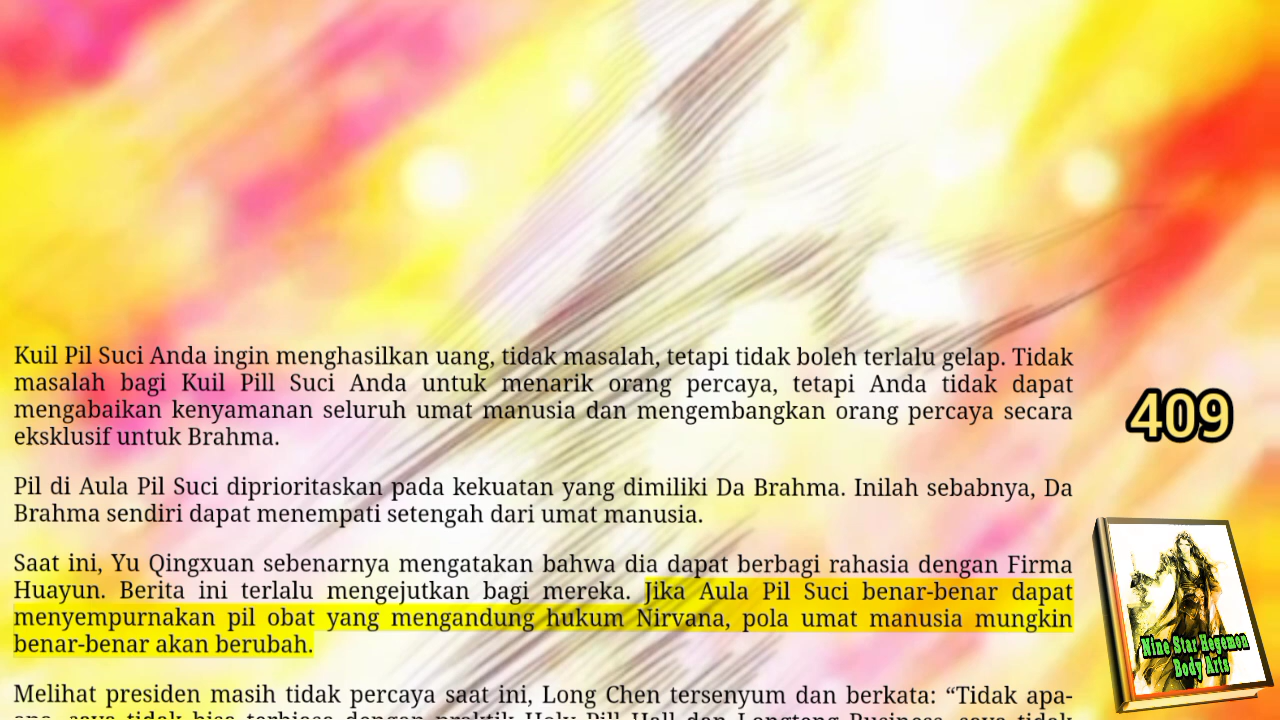 Kuil Pil Suci Anda ingin menghasilkan uang, tidak masalah, tetapi tidak boleh terlalu gelap. Tidak
masalah bagi Kuil Pill Suci Anda untuk menarik orang percaya, tetapi Anda tidak dapat
mengabaikan kenyamanan seluruh umat manusia dan mengembangkan orang percaya secara
eksklusif untuk Brahma.
Pil di Aula Pil Suci diprioritaskan pada kekuatan yang dimiliki Da Brahma. Inilah sebabnya, Da
Brahma sendiri dapat menempati setengah dari umat manusia.
Saat ini, Yu Qingxuan sebenarnya mengatakan bahwa dia dapat berbagi rahasia dengan Firma
Huayun. Berita ini terlalu mengejutkan bagi mereka. Jika Aula Pil Suci benar-benar dapat
menyempurnakan pil obat yang mengandung hukum Nirvana, pola umat manusia mungkin
benar-benar akan berubah.
Melihat presiden masih tidak percaya saat ini, Long Chen tersenyum dan berkata: “Tidak apa-
409
Nine Star Hegemon
Body Arts